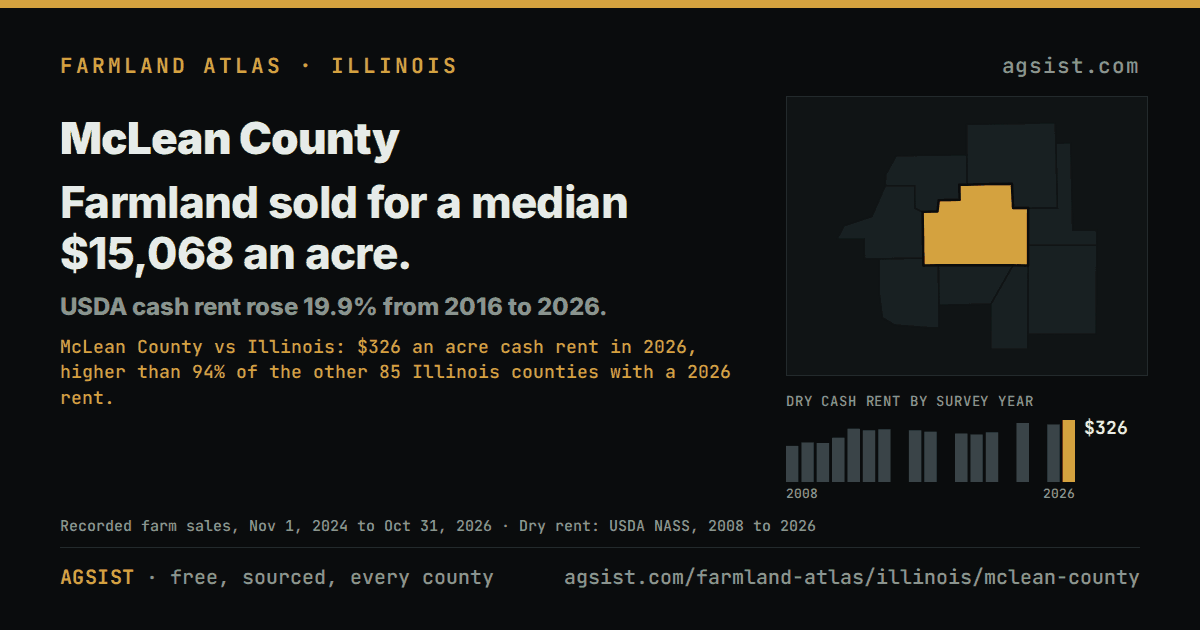 FARMLAND ATLAS · ILLINOIS
agsist.com
McLean County
Farmland sold for a median
$15,068 an acre.
USDA cash rent rose 19.9% from 2016 to 2026.
McLean County vs Illinois: $326 an acre cash rent in 2026,
higher than 94% of the other 85 Illinois counties with a 2026
rent.
DRY CASH RENT BY SURVEY YEAR
$326
2008
2026
Recorded farm sales, Nov 1, 2024 to Oct 31, 2026 · Dry rent: USDA NASS, 2008 to 2026
AGSIST · free, sourced, every county
agsist.com/farmland-atlas/illinois/mclean-county